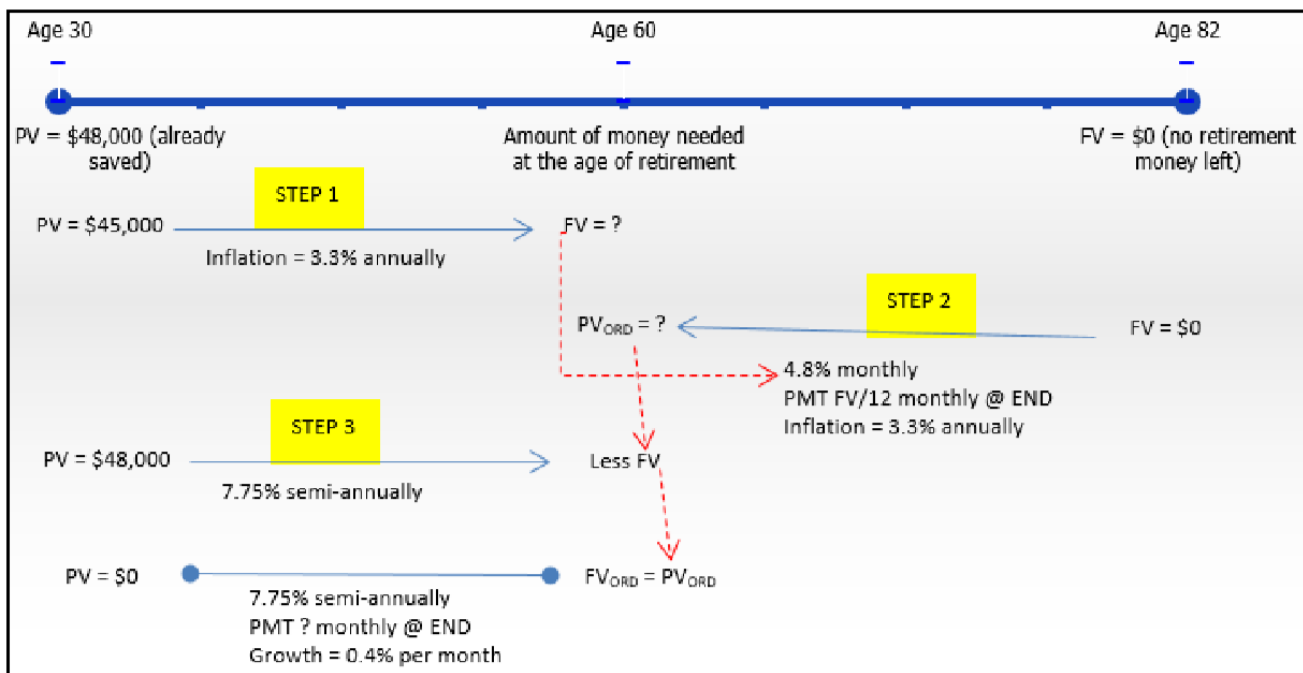 Age 30
Age 60
Age 82
PV = $48,000 (already
saved)
Amount of money needed
at the age of retirement
FV = $0 (no retirement
money left)
STEP 1
PV = $45,000
FV = ?
Inflation = 3.3% annually
STEP 2
PVORD = ?
FV = $0
4.8% monthly
PMT FV/12 monthly @ END
Inflation = 3.3% annually
STEP 3
PV = $48,000
Less FV
7.75% semi-annually
PV = $0
FVORD = PVORD
7.75% semi-annually
PMT ? monthly @ END
Growth = 0.4% per month